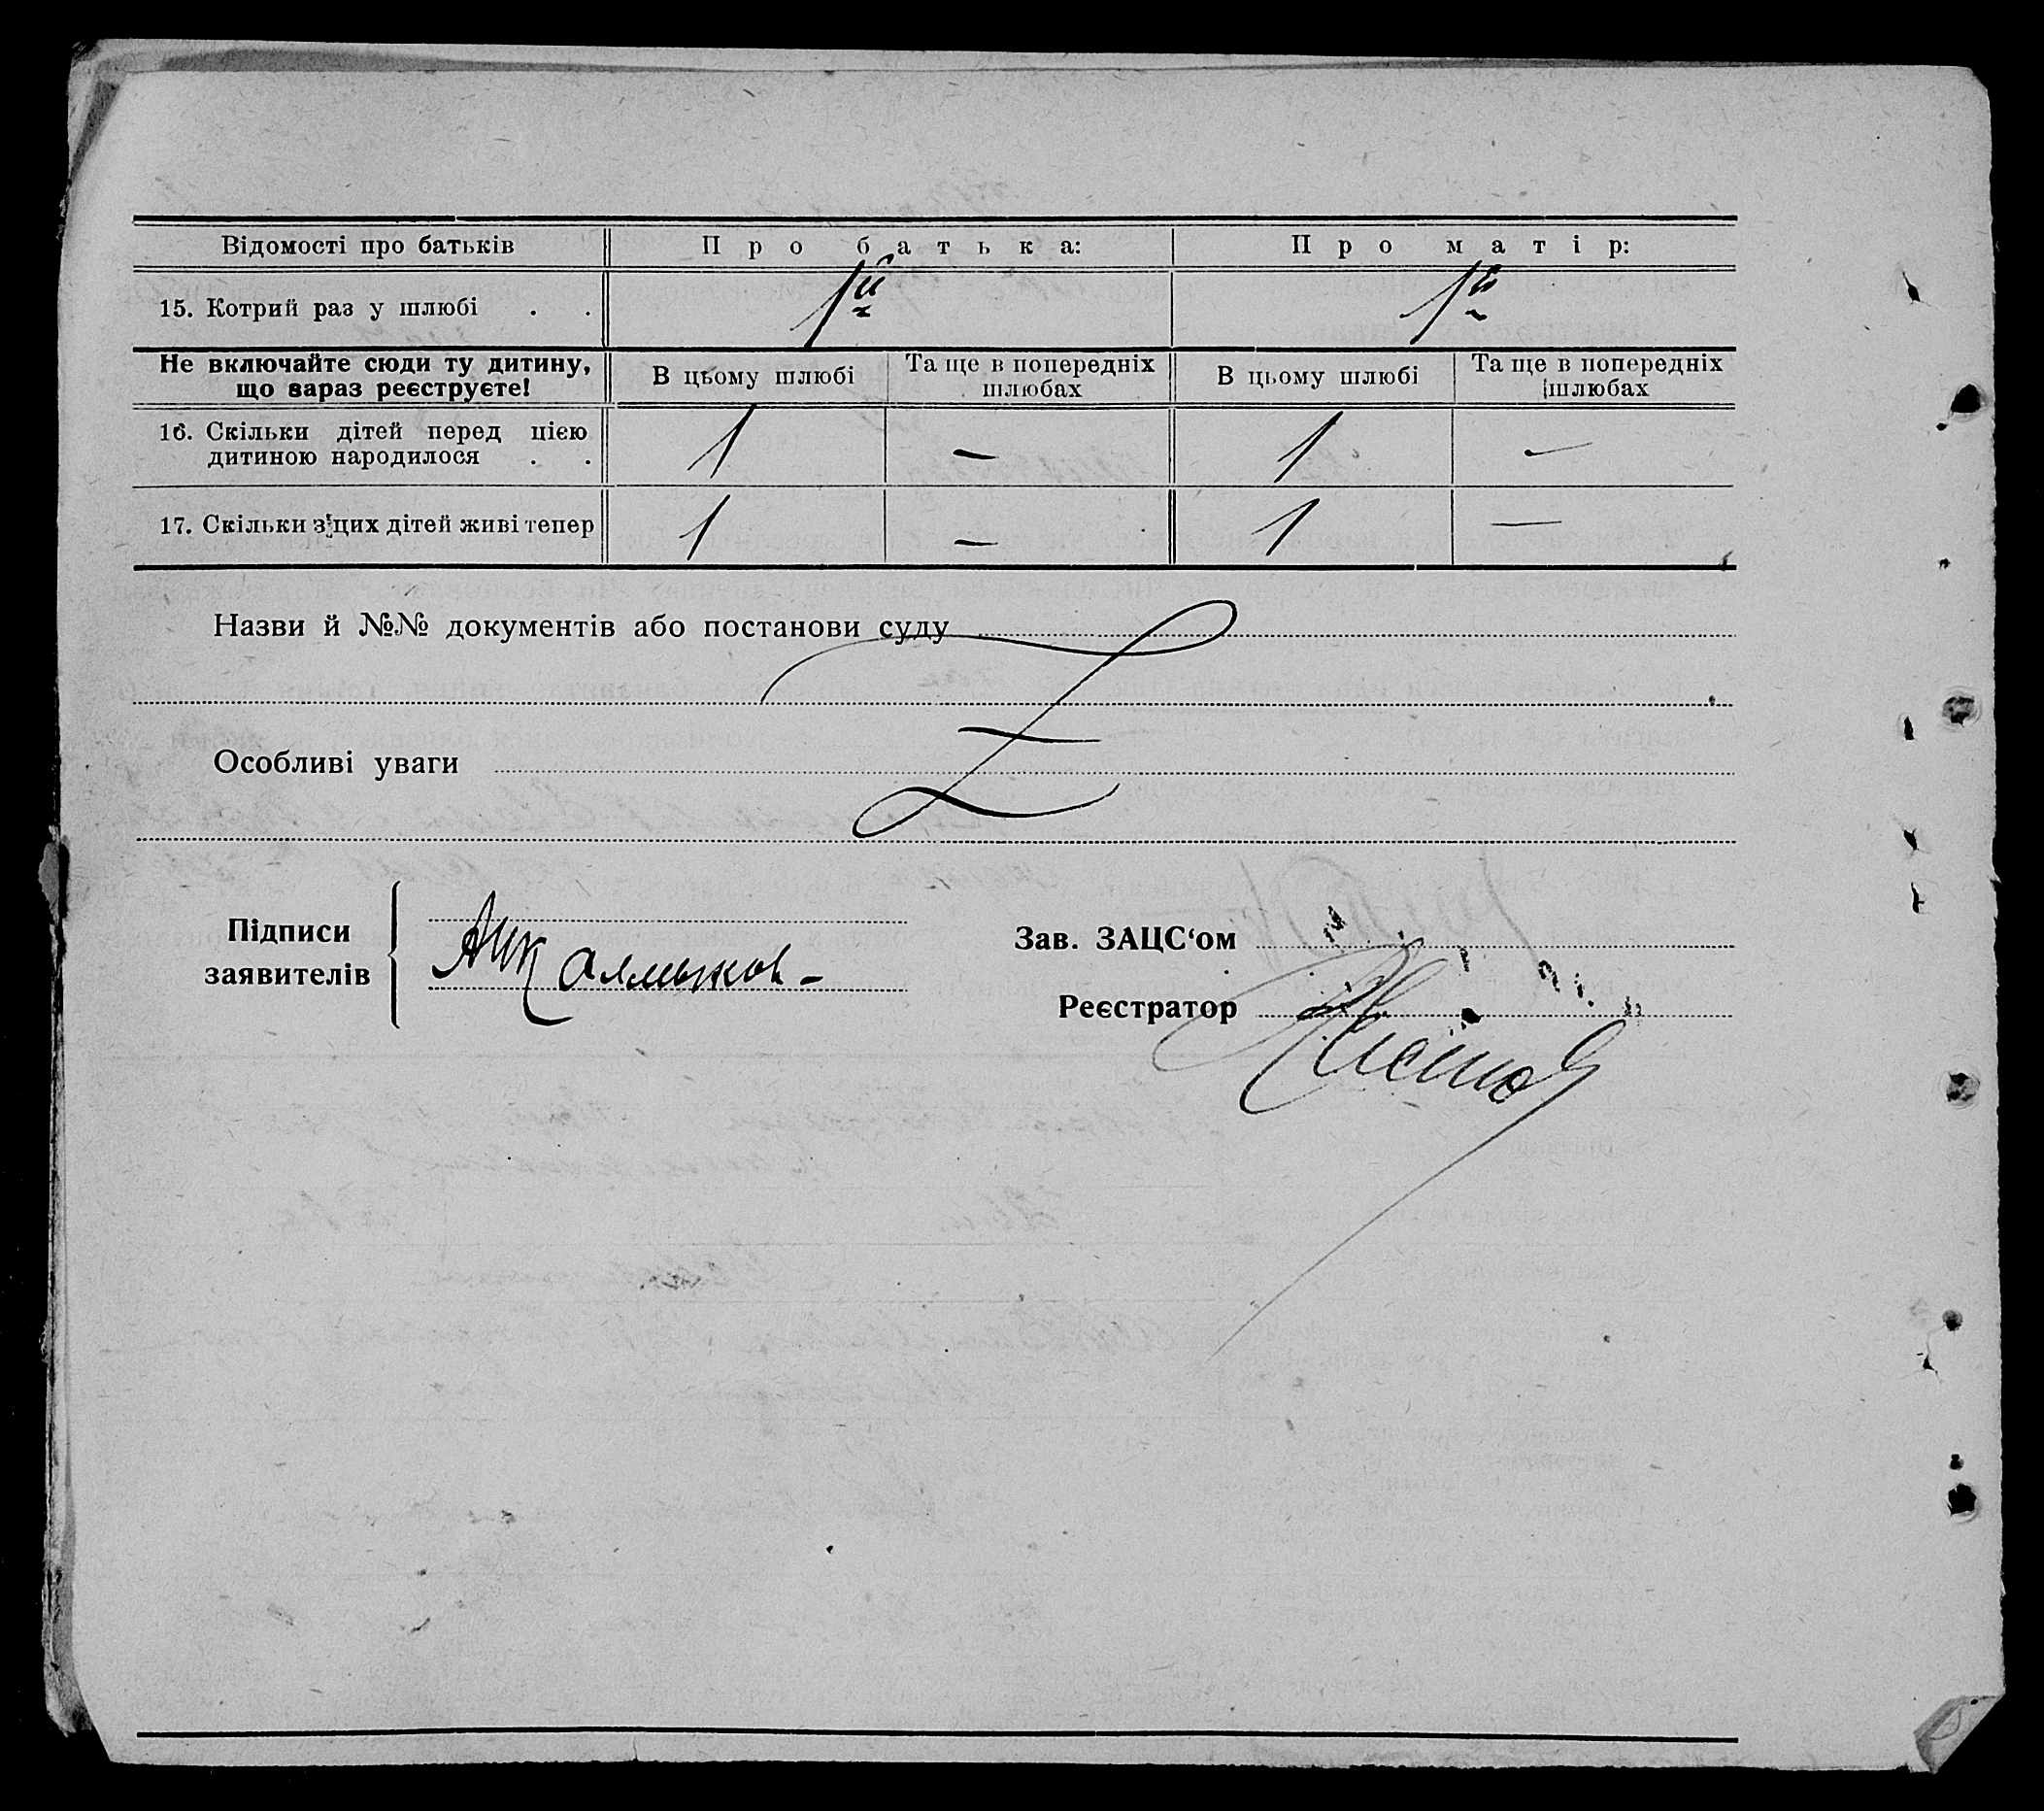 Відомості про батьків Про батька: Про матір:
15. Котрий раз у шлюбі . . 1й 1й
Не включайте сюди ту дитину, що зараз реєструєте! В цьому шлюбі Та ще в попередніх шлюбах В цьому шлюбі Та ще в попередніх шлюбах
16. Скільки дітей перед цією
дитиною народилося . . 1 — 1 —
17. Скільки з цих дітей живі тепер 1 — 1 —
Назви й №№ документів або постанови суду
Особливі уваги
Підписи
заявителів
Калмыков
Зав. ЗАЦС‘ом
Реєстратор